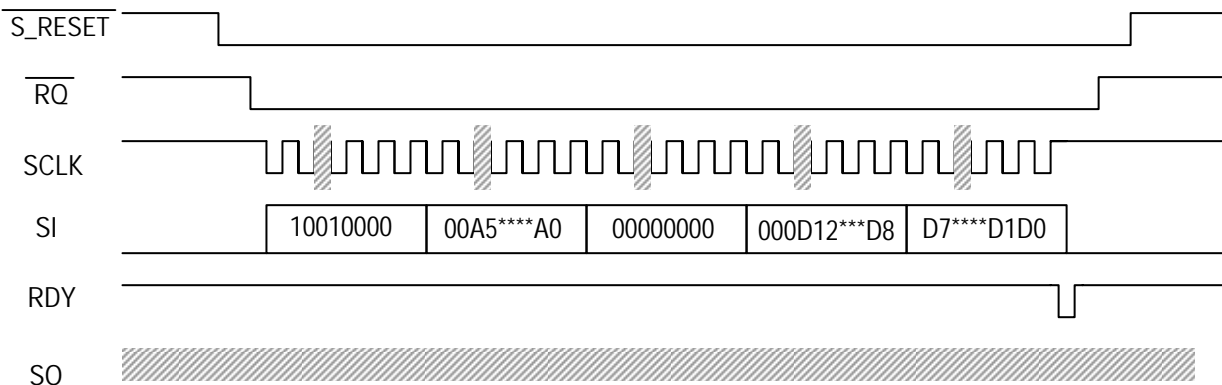 S_RESET
RQ
SCLK
SI 10010000 00A5****A0 00000000 000D12***D8 D7****D1D0
RDY
SO